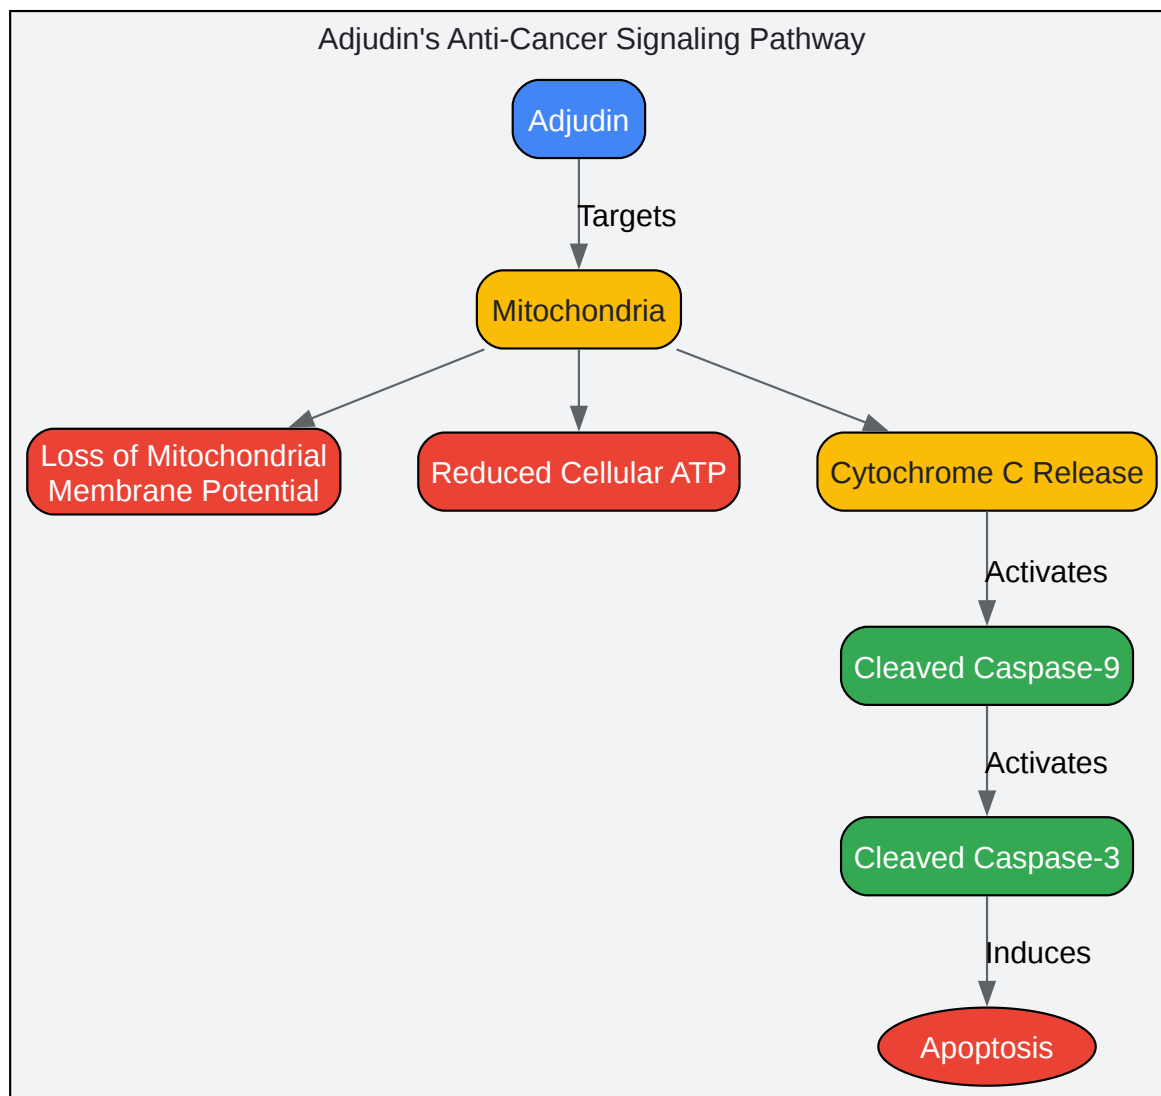 Adjudin's Anti-Cancer Signaling Pathway
Adjudin
Targets
Mitochondria
Loss of Mitochondrial
Membrane Potential
Reduced Cellular ATP
Cytochrome C Release
Activates
Cleaved Caspase-9
Activates
Cleaved Caspase-3
Induces
Apoptosis